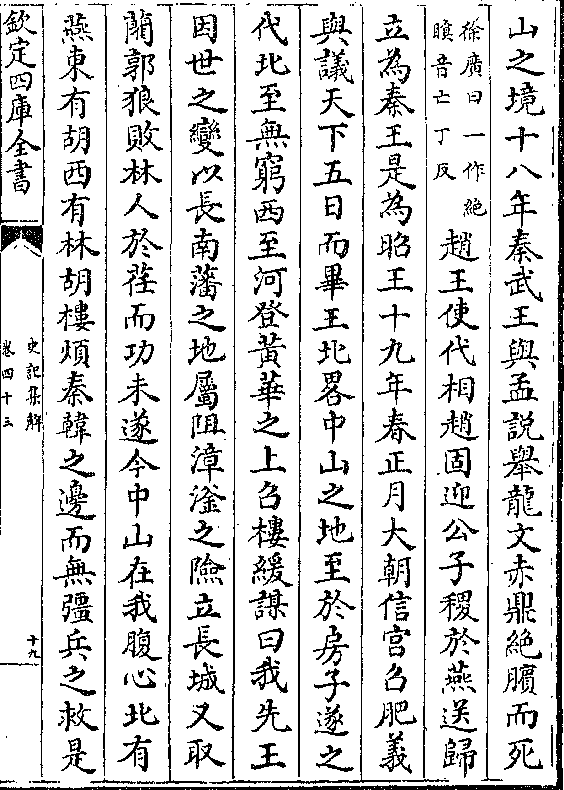 山之境十八年秦武王與孟説舉龍文赤鼎絶臏而死
徐廣曰一作絶
瞑音亡丁反
趙王使代相趙固迎公子稷於燕送歸
立為秦王是為昭王十九年春正月大朝信宫召肥義
與議天下五日而畢王北畧中山之地至於房子遂之
代北至無窮西至河登黄華之上召樓緩謀曰我先王
因世之變以長南藩之地屬阻漳滏之險立長城又取
藺郭狼敗林人於荏而功未遂今中山在我腹心北有
燕東有胡西有林胡樓煩秦韓之邊而無彊兵之救是
欽定四庫全書
史記集解
卷四十三
十九